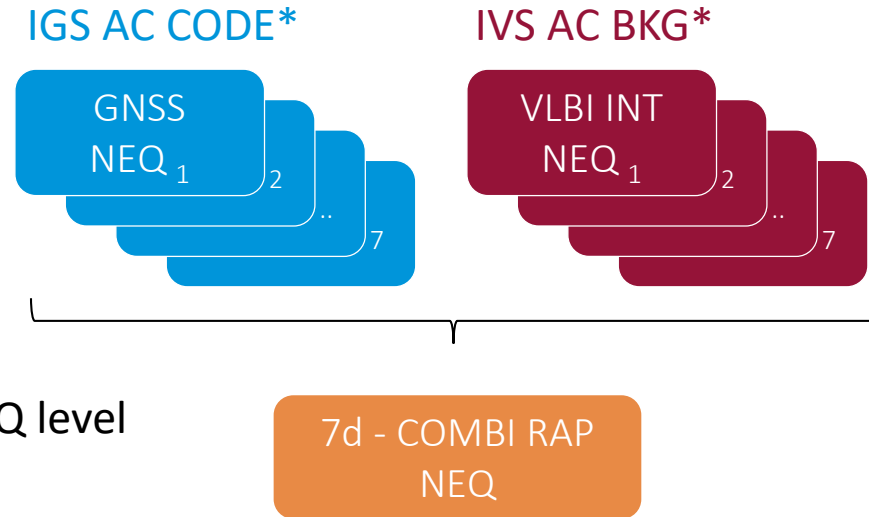 IGS AC CODE*
IVS AC BKG*
GNSS
NEQ 1
2
..
7
VLBI INT
NEQ 1
2
..
7
Q level
7d - COMBI RAP
NEQ